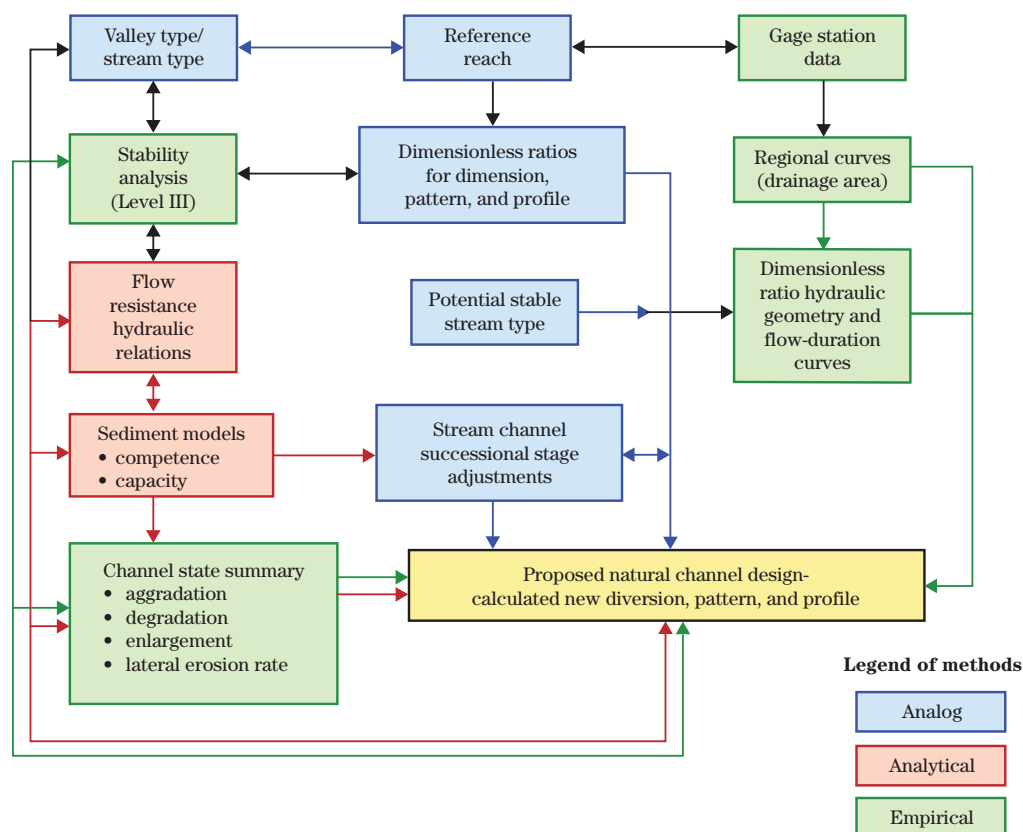 Valley type/
stream type
Reference
reach
Gage station
data
Stability
analysis
(Level III)
Dimensionless ratios
for dimension,
pattern, and profile
Regional curves
(drainage area)
Flow
resistance
hydraulic
relations
Potential stable
stream type
Dimensionless
ratio hydraulic
geometry and
flow-duration
curves
Sediment models
• competence
• capacity
Stream channel
successional stage
adjustments
Channel state summary
• aggradation
• degradation
• enlargement
• lateral erosion rate
Proposed natural channel design-
calculated new diversion, pattern, and profile
Legend of methods
Analog
Analytical
Empirical